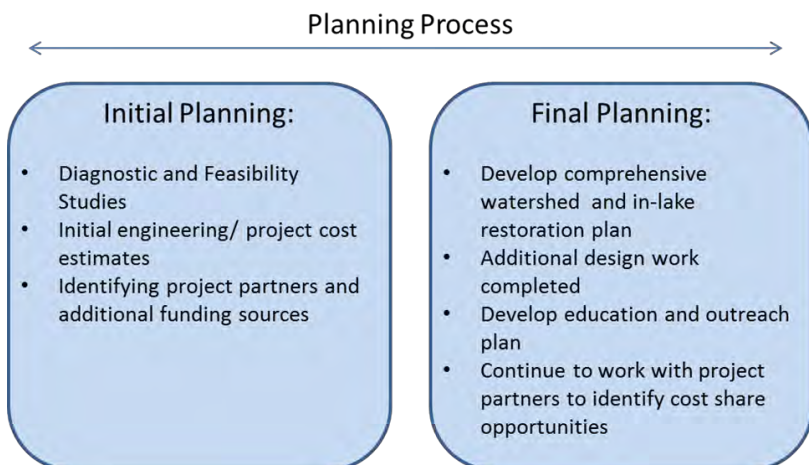 Planning Process
Initial Planning:
• Diagnostic and Feasibility
Studies
• Initial engineering/ project cost
estimates
• Identifying project partners and
additional funding sources
Final Planning:
• Develop comprehensive
watershed and in-lake
restoration plan
• Additional design work
completed
• Develop education and outreach
plan
• Continue to work with project
partners to identify cost share
opportunities